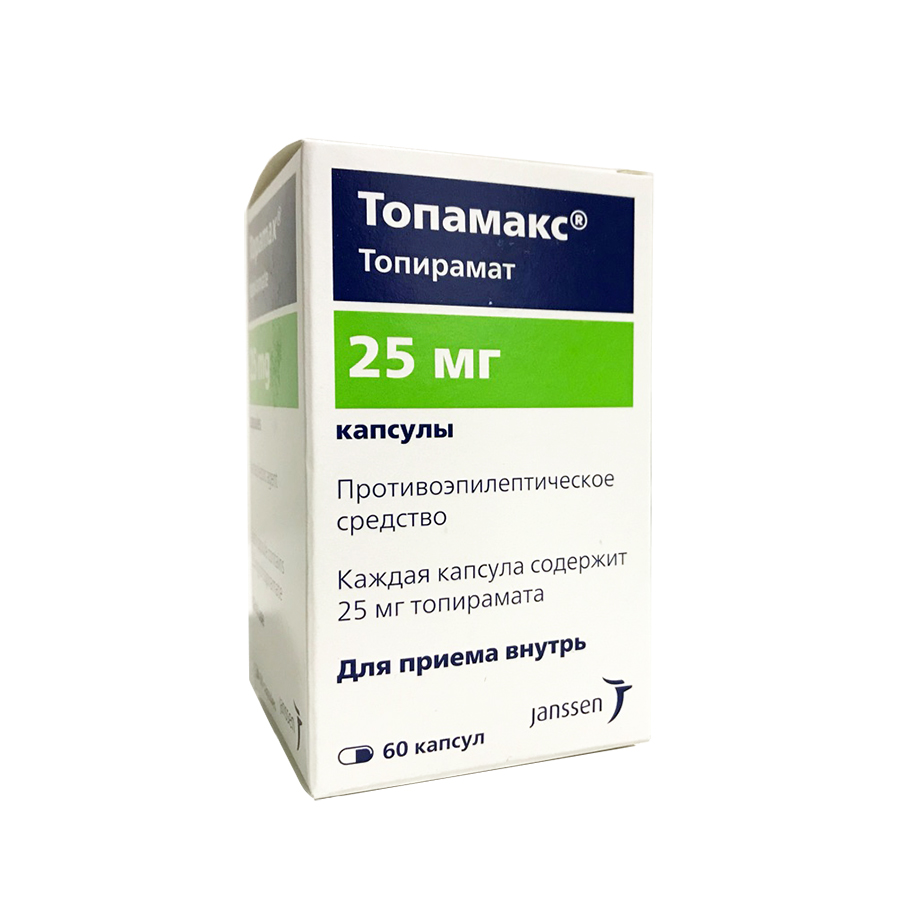 Топамакс®
Топирамат
25 мг
капсулы
Противоэпилептическое
средство
Каждая капсула содержит
25 мг топирамата
Для приема внутрь
janssen
60 капсул
janssen